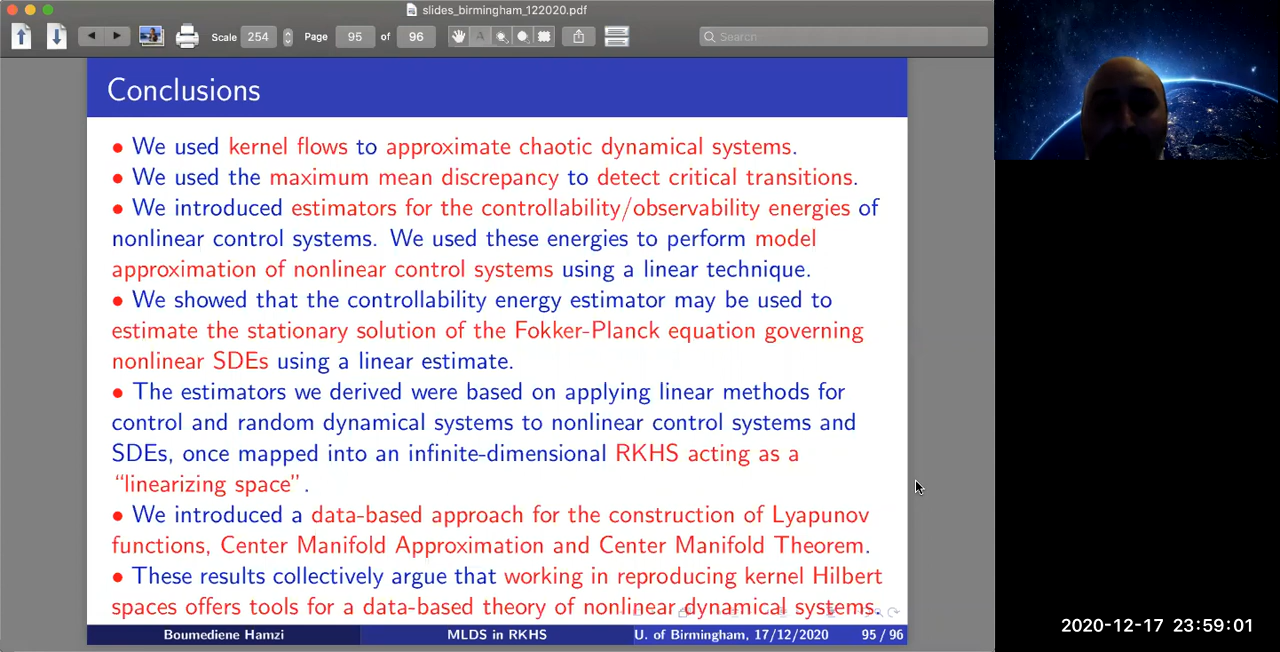 slides_birmingham_122020.pdf
Scale 254 Page 95 of 96 Search
Conclusions
• We used kernel flows to approximate chaotic dynamical systems.
• We used the maximum mean discrepancy to detect critical transitions.
• We introduced estimators for the controllability/observability energies of
nonlinear control systems. We used these energies to perform model
approximation of nonlinear control systems using a linear technique.
• We showed that the controllability energy estimator may be used to
estimate the stationary solution of the Fokker-Planck equation governing
nonlinear SDEs using a linear estimate.
• The estimators we derived were based on applying linear methods for
control and random dynamical systems to nonlinear control systems and
SDEs, once mapped into an infinite-dimensional RKHS acting as a
“linearizing space”.
• We introduced a data-based approach for the construction of Lyapunov
functions, Center Manifold Approximation and Center Manifold Theorem.
• These results collectively argue that working in reproducing kernel Hilbert
spaces offers tools for a data-based theory of nonlinear dynamical systems.
Boumediene Hamzi MLDS in RKHS U. of Birmingham, 17/12/2020 95 / 96
2020-12-17 23:59:01